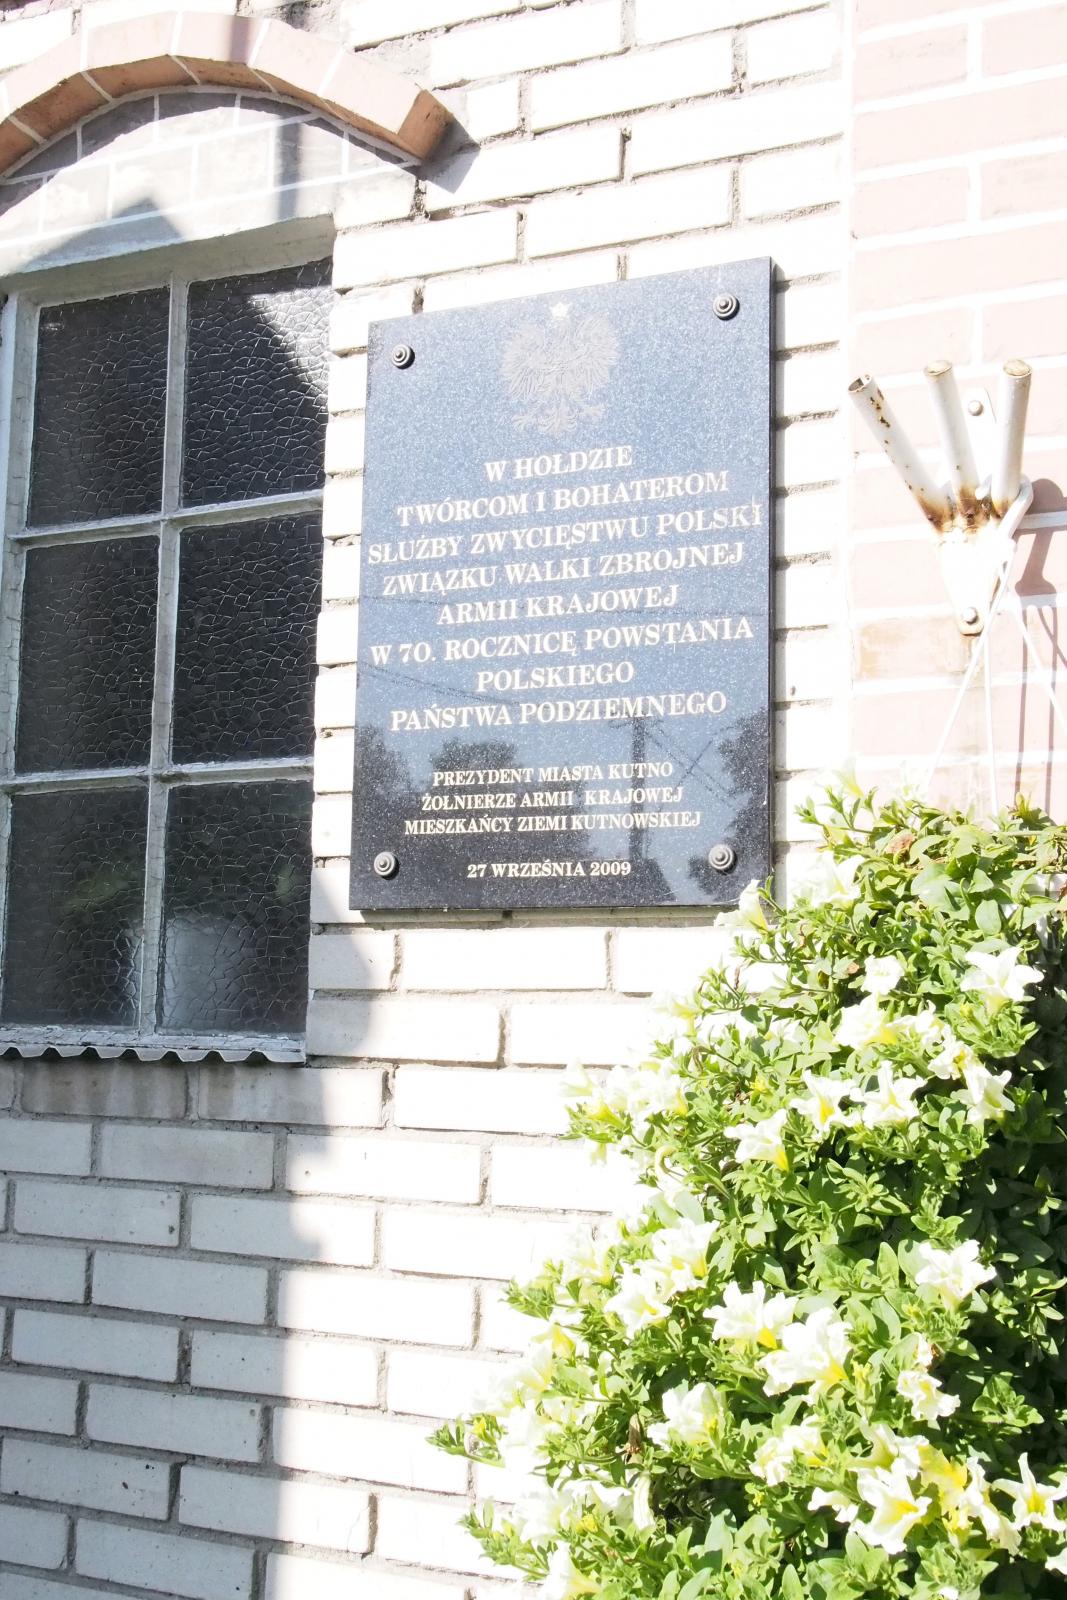 W HOŁDZIE
TWÓRCOM I BOHATEROM
SŁUŻBY ZWYCIĘSTWU POLSKI
ZWIĄZKU WALKI ZBROJNEJ
ARMII KRAJOWEJ
W 70. ROCZNICĘ POWSTANIA
POLSKIEGO
PAŃSTWA PODZIEMNEGO
PREZYDENT MIASTA KUTNO
ŻOŁNIERZE ARMII KRAJOWEJ
MIESZKAŃCY ZIEMI KUTNOWSKIEJ
27 WRZEŚNIA 2009